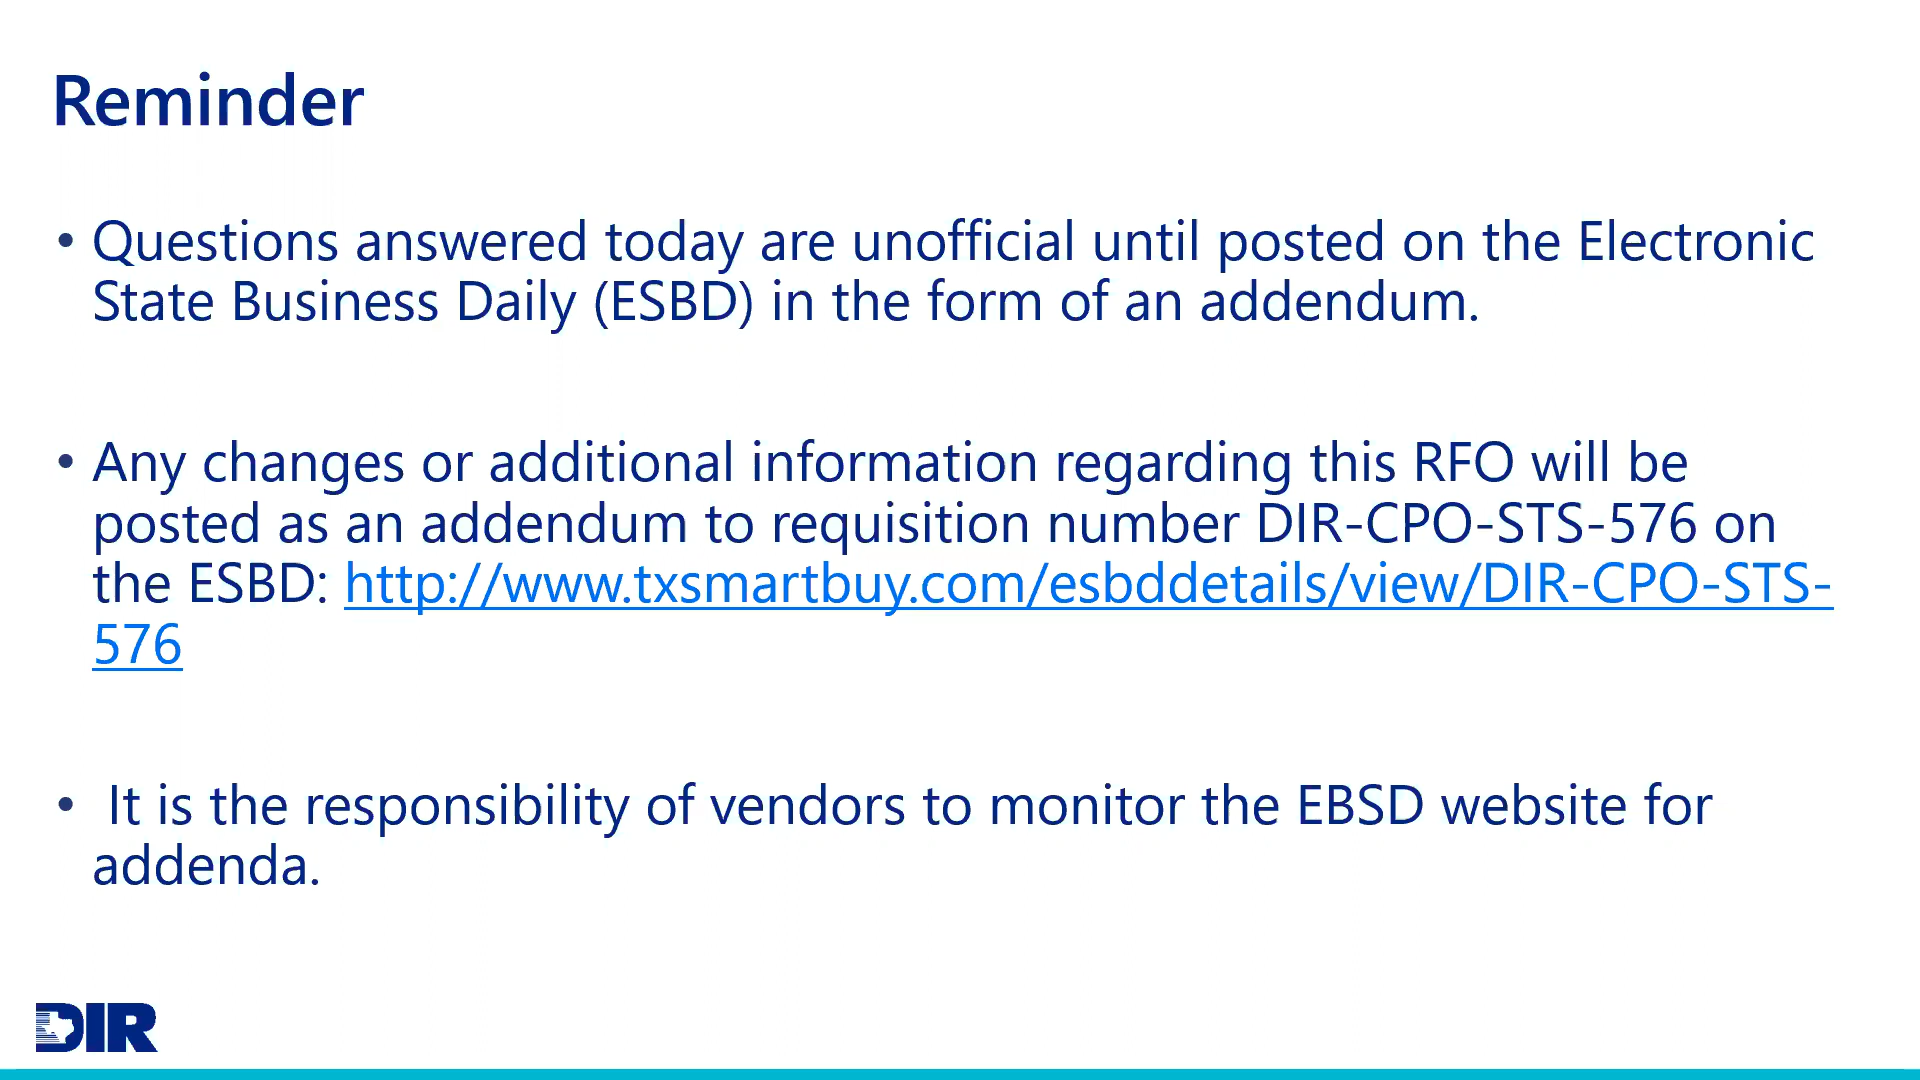 Reminder
• Questions answered today are unofficial until posted on the Electronic
State Business Daily (ESBD) in the form of an addendum.
• Any changes or additional information regarding this RFO will be
posted as an addendum to requisition number DIR-CPO-STS-576 on
the ESBD: http://www.txsmartbuy.com/esbddetails/view/DIR-CPO-STS-
576
• It is the responsibility of vendors to monitor the EBSD website for
addenda.
DIR